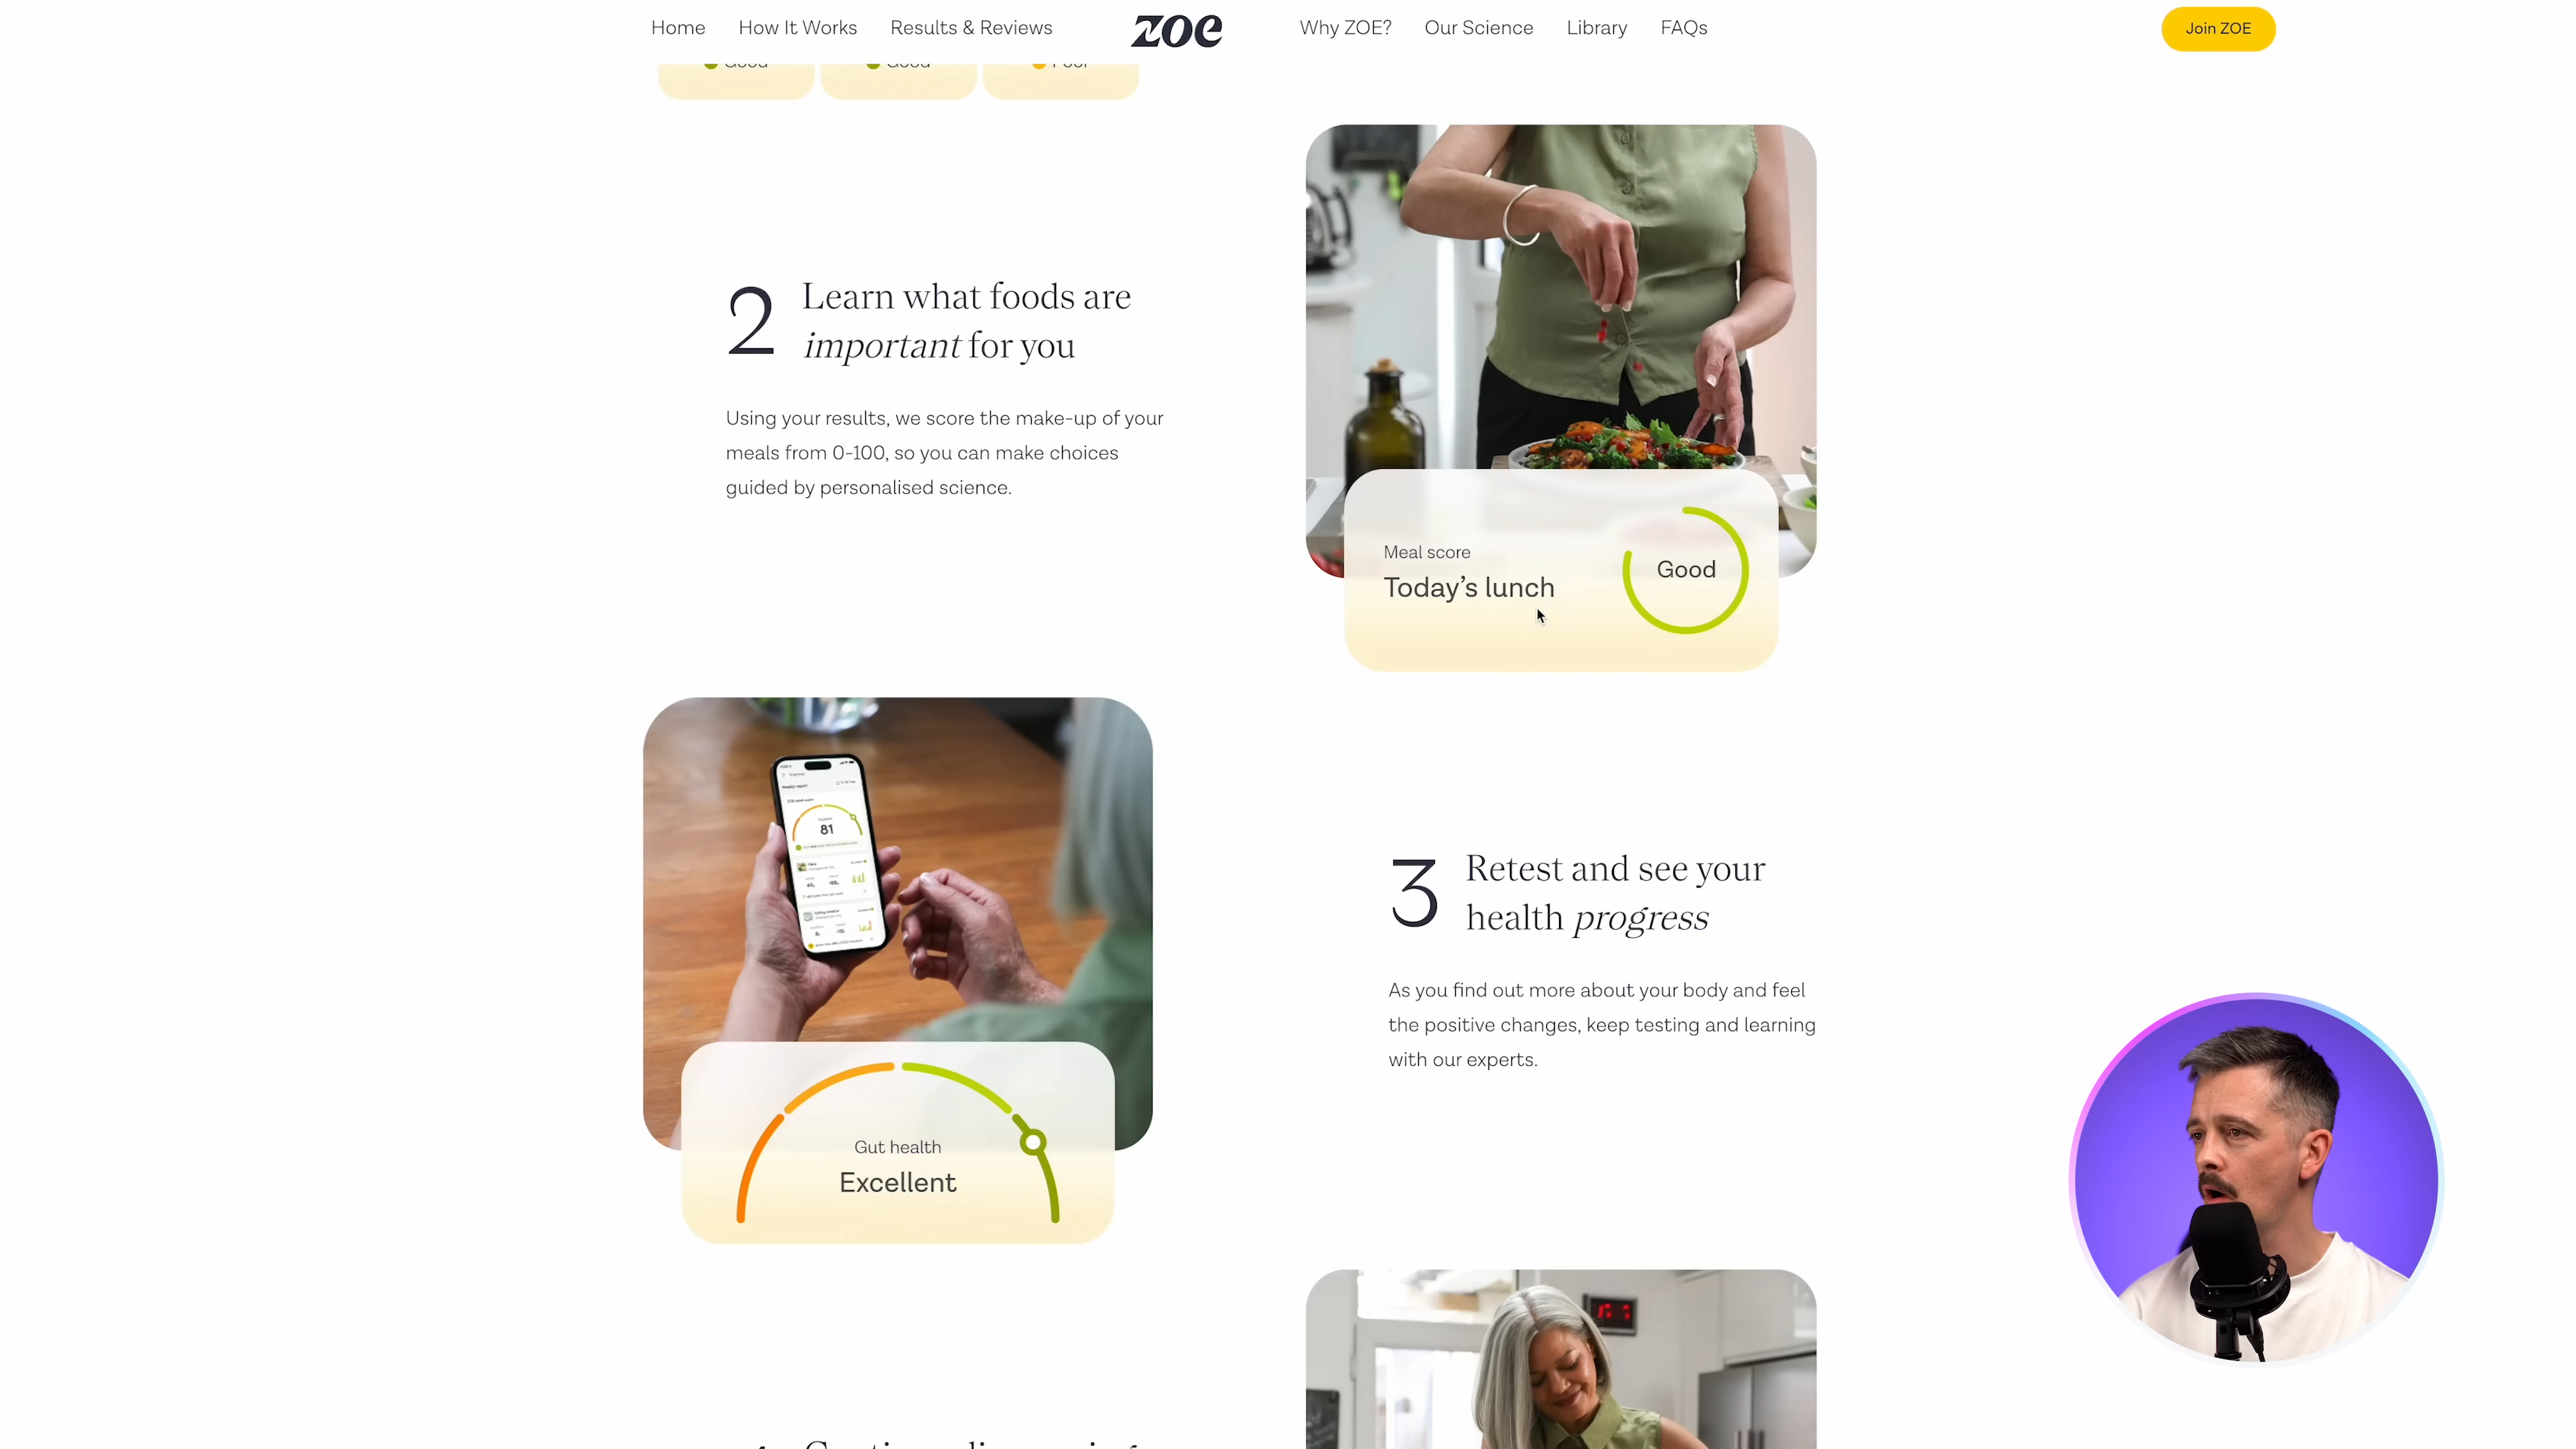 Home How It Works Results & Reviews zoe Why ZOE? Our Science Library FAQs Join ZOE
Good Good Poor
2 Learn what foods are
important for you
Using your results, we score the make-up of your
meals from 0-100, so you can make choices
guided by personalised science.
Meal score
Today's lunch
Good
81
Gut health
Excellent
3 Retest and see your
health progress
As you find out more about your body and feel
the positive changes, keep testing and learning
with our experts.